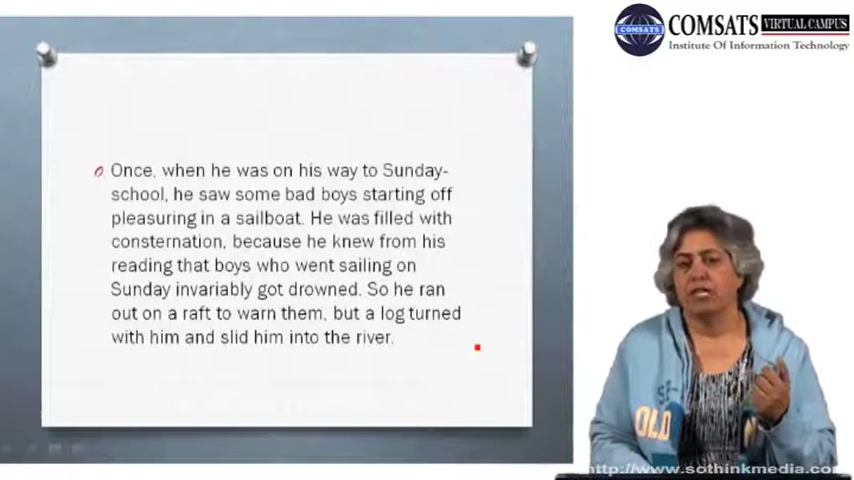 COMSATS VIRTUAL CAMPUS
Institute Of Information Technology
COMSATS
Once, when he was on his way to Sunday-
school, he saw some bad boys starting off
pleasuring in a sailboat. He was filled with
consternation, because he knew from his
reading that boys who went sailing on
Sunday invariably got drowned. So he ran
out on a raft to warn them, but a log turned
with him and slid him into the river.
OLD
http://www.sothinkmedia.com/